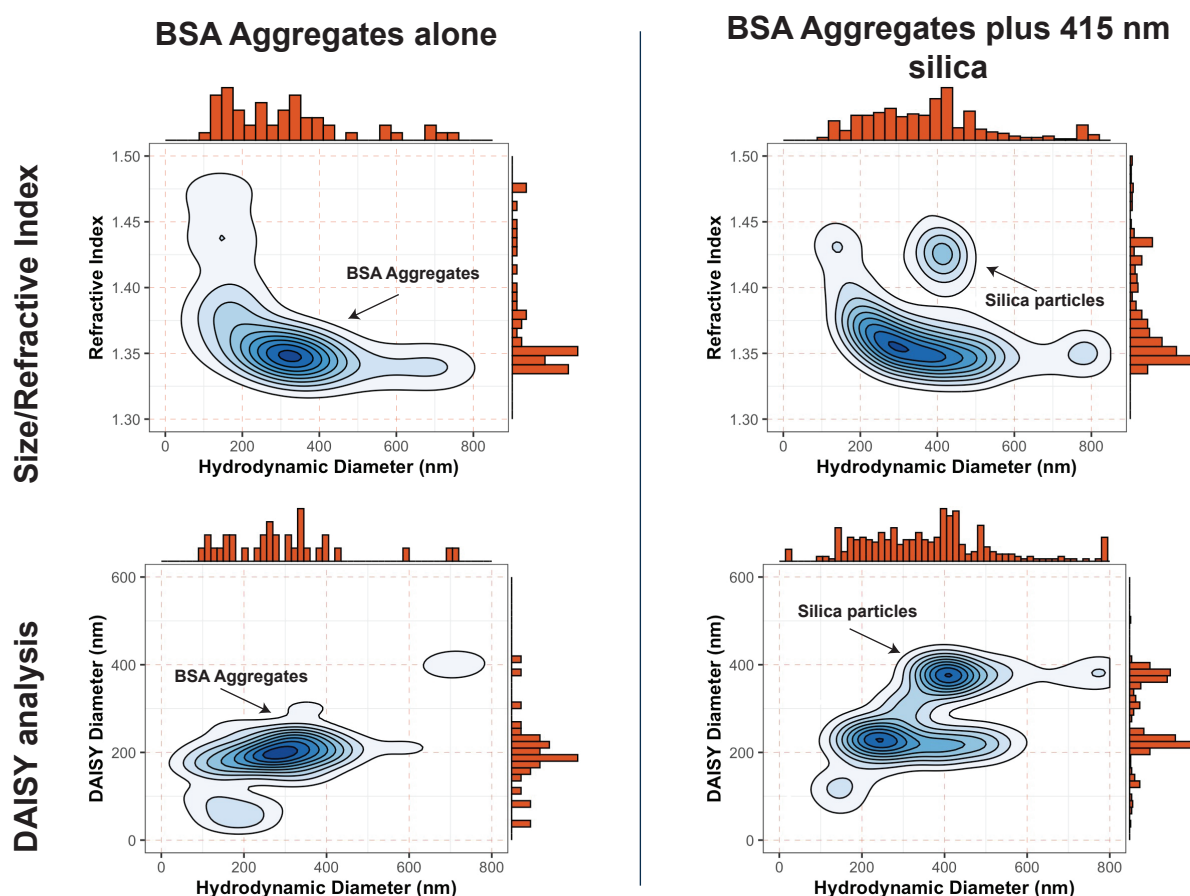 BSA Aggregates alone
BSA Aggregates plus 415 nm
silica
Size/Refractive Index
Refractive Index
1.50
1.45
1.40
1.35
1.30
BSA Aggregates
0
200
400
600
800
Hydrodynamic Diameter (nm)
Refractive Index
1.50
1.45
1.40
1.35
1.30
Silica particles
0
200
400
600
800
Hydrodynamic Diameter (nm)
DAISY analysis
DAISY Diameter (nm)
600
400
200
0
BSA Aggregates
0
200
400
600
800
Hydrodynamic Diameter (nm)
DAISY Diameter (nm)
600
400
200
0
Silica particles
0
200
400
600
800
Hydrodynamic Diameter (nm)